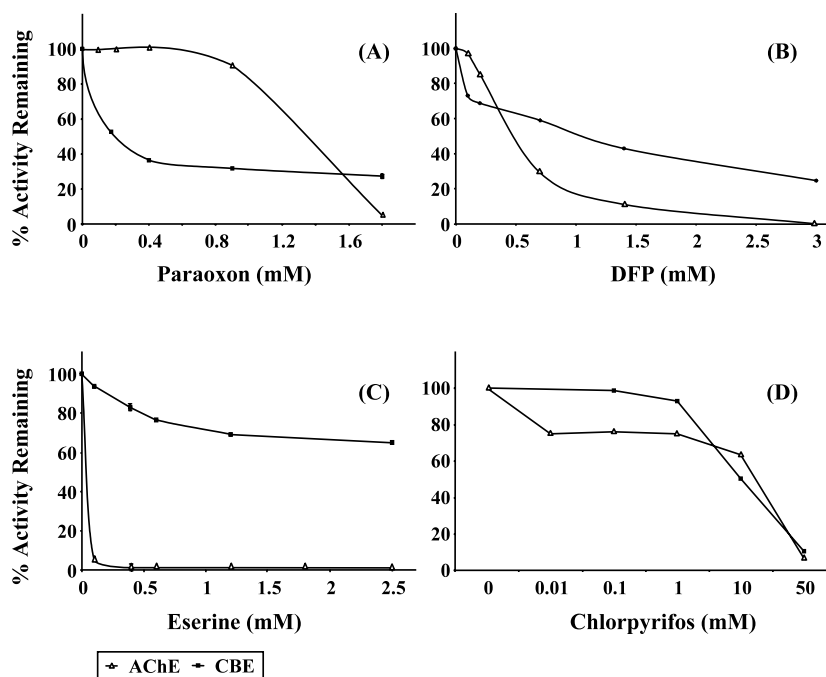 (A)
% Activity Remaining
100
80
60
40
20
0
0 0.4 0.8 1.2 1.6
Paraoxon (mM)
(B)
100
80
60
40
20
0
0 0.5 1 1.5 2 2.5 3
DFP (mM)
(C)
% Activity Remaining
100
80
60
40
20
0
0 0.5 1 1.5 2 2.5
Eserine (mM)
(D)
100
80
60
40
20
0
0 0.01 0.1 1 10 50
Chlorpyrifos (mM)
AChE CBE